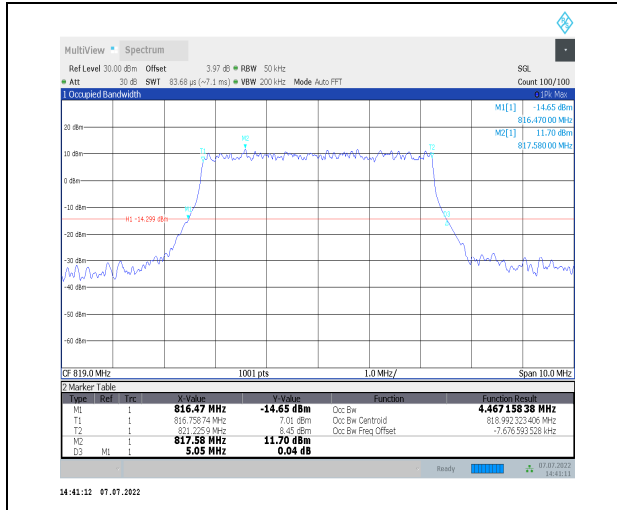 MultiView Spectrum
Ref Level 30.00 dBm Offset 3.97 dB RBW 50 kHz SGL
Att 30 dB SWT 83.68 µs (~7.1 ms) VBW 200 kHz Mode Auto FFT Count 100/100
1 Occupied Bandwidth 1Pk Max
M1[1] -14.65 dBm
816.470 00 MHz
M2[1] 11.70 dBm
817.580 00 MHz
20 dBm
M2
T1 T2
10 dBm
0 dBm
-10 dBm
M1
H1 -14.299 dBm
D3
-20 dBm
-30 dBm
-40 dBm
-50 dBm
-60 dBm
CF 819.0 MHz 1001 pts 1.0 MHz/ Span 10.0 MHz
2 Marker Table
Type Ref Trc X-Value Y-Value Function Function Result
M1 1 816.47 MHz -14.65 dBm Occ Bw 4.467 158 38 MHz
T1 1 816.758 74 MHz 7.01 dBm Occ Bw Centroid 818.992 323 406 MHz
T2 1 821.225 9 MHz 8.45 dBm Occ Bw Freq Offset -7.676 593 528 kHz
M2 1 817.58 MHz 11.70 dBm
D3 M1 1 5.05 MHz 0.04 dB
Ready 07.07.2022
14:41:11
14:41:12 07.07.2022